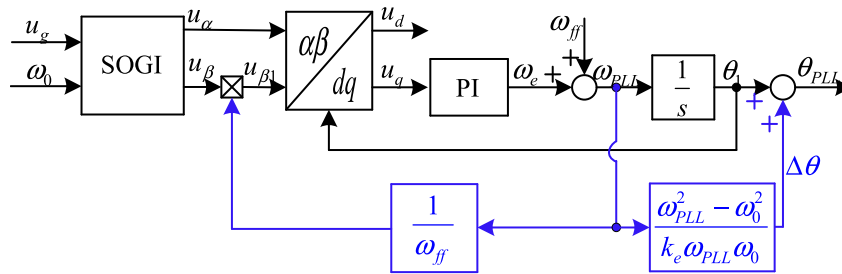 u_g
ω_0
SOGI
u_α
u_β
u_β1
αβ
dq
u_d
u_q
PI
ω_e
+
+
ω_ff
ω_PLL
1
s
θ_1
+
+
θ_PLL
Δθ
1
ω_ff
ω_PLL^2 − ω_0^2
k_e ω_PLL ω_0